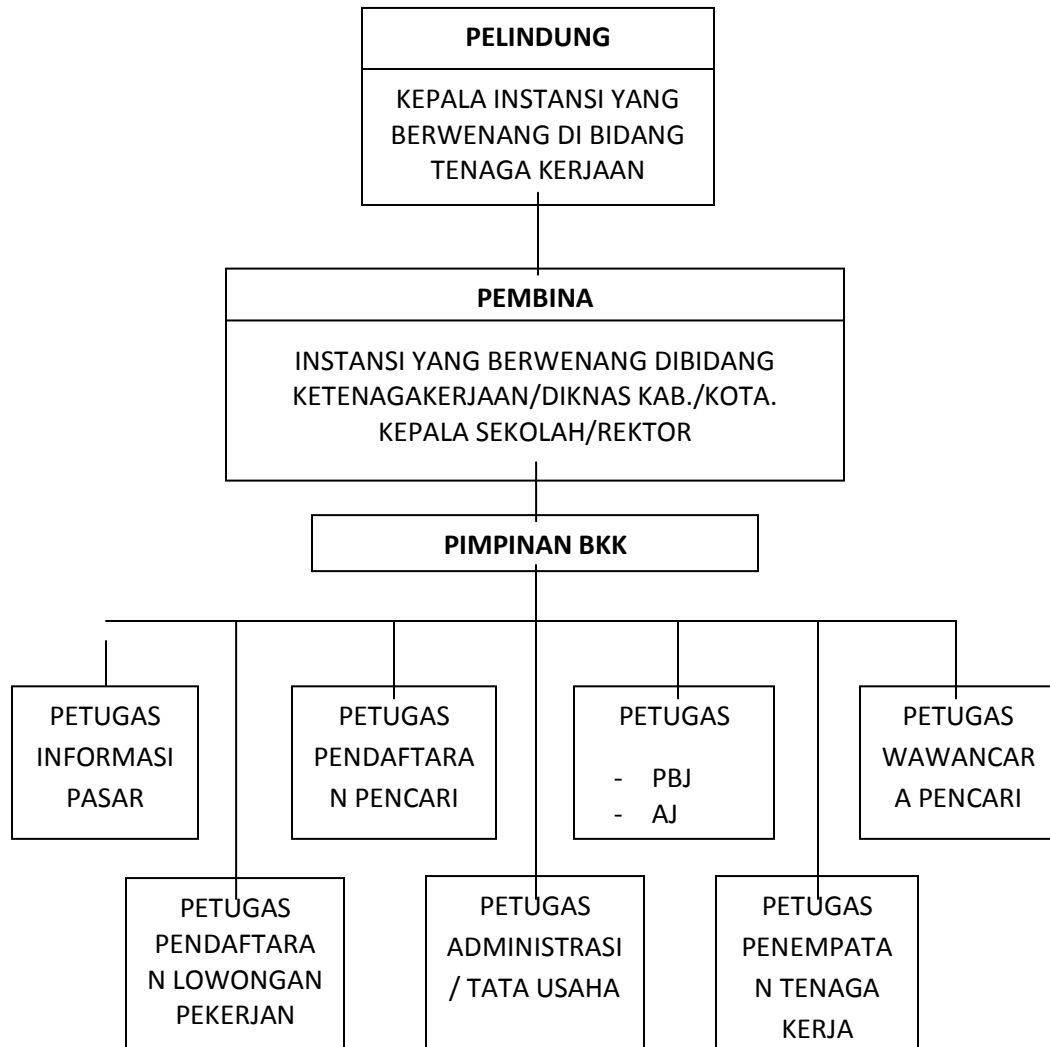 PELINDUNG
KEPALA INSTANSI YANG
BERWENANG DI BIDANG
TENAGA KERJAAN
PEMBINA
INSTANSI YANG BERWENANG DIBIDANG
KETENAGAKERJAAN/DIKNAS KAB./KOTA.
KEPALA SEKOLAH/REKTOR
PIMPINAN BKK
PETUGAS
INFORMASI
PASAR
PETUGAS
PENDAFTARA
N PENCARI
PETUGAS
- PBJ
- AJ
PETUGAS
WAWANCAR
A PENCARI
PETUGAS
PENDAFTARA
N LOWONGAN
PEKERJAN
PETUGAS
ADMINISTRASI
/ TATA USAHA
PETUGAS
PENEMPATA
N TENAGA
KERJA